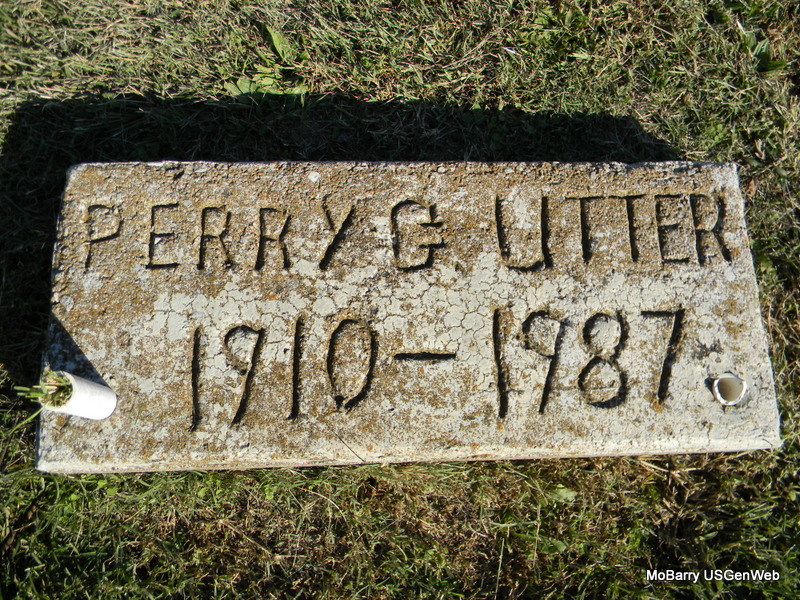 PERRY G UTTER
1910-1987
MoBarry USGenWeb